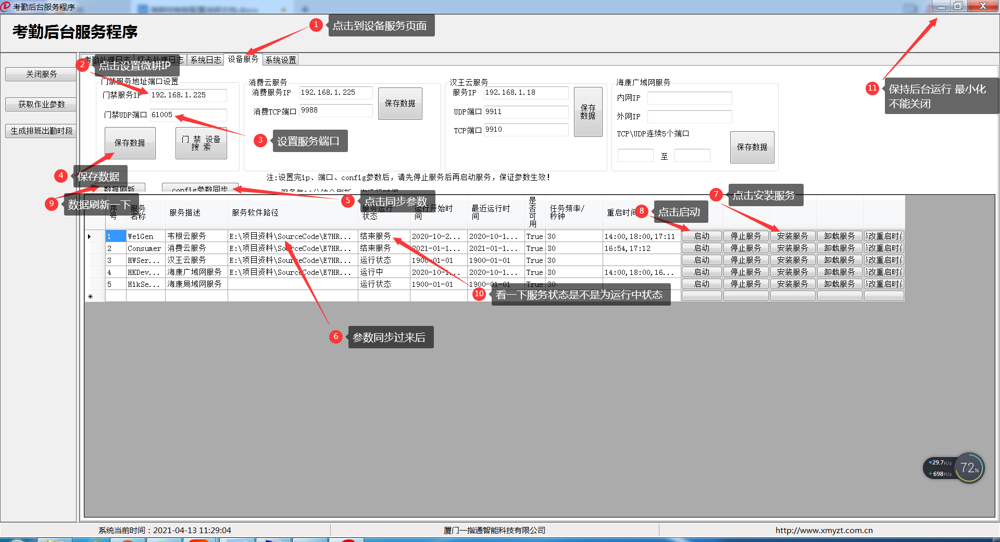 考勤后台服务程序
考勤后台服务程序
1 点击到设备服务页面
考勤处理日志 打卡处理日志 系统日志 设备服务 系统设置
2 点击设置微耕IP
11 保持后台运行 最小化
不能关闭
关闭服务
获取作业参数
生成排班出勤时段
门禁服务地址端口设置
门禁服务IP 192.168.1.225
门禁UDP端口 61005
保存数据
门 禁 设备
搜 索
消费云服务
消费服务IP 192.168.1.225
消费TCP端口 9988
保存数据
汉王云服务
服务IP 192.168.1.18
UDP端口 9911
TCP端口 9910
保存
数据
海康广域网服务
内网IP
外网IP
TCP\UDP连续5个端口
至
保存数据
3 设置服务端口
4 保存数据
注:设置完ip、端口、config参数后，请先停止服务后再启动服务，保证参数生效!
数据刷新 config参数同步
9 数据刷新一下
5 点击同步参数
7 点击安装服务
8 点击启动
序号 服务名称 服务描述 服务软件路径 服务运行状态 运行开始时间 最近运行时间 是否可用 任务频率/秒钟 重启时间
1 WeiGen 韦根云服务 E:\项目资料\SourceCode\E7HR... 结束服务 2020-10-2... 2020-10-1... True 30 14:00,18:00,17:11 启动 停止服务 安装服务 卸载服务 改重启时
2 Consumer 消费云服务 E:\项目资料\SourceCode\E7HR... 结束服务 2021-01-1... 2021-01-1... True 30 16:54,17:12 启动 停止服务 安装服务 卸载服务 改重启时
3 HWSer... 汉王云服务 E:\项目资料\SourceCode\E7HR... 运行状态 1900-01-01 1900-01-01 True 30 启动 停止服务 安装服务 卸载服务 改重启时
4 HKDev... 海康广域网服务 E:\项目资料\SourceCode\E7HR... 运行中 2020-10-1... 2020-10-1... True 30 14:00,18:00,16... 启动 停止服务 安装服务 卸载服务 改重启时
5 HikSe... 海康局域网服务 运行状态 1900-01-01 1900-01-01 True 30 启动 停止服务 安装服务 卸载服务 改重启时
*
10 看一下服务状态是不是为运行中状态
6 参数同步过来后
29.7K/s
698K/s
72%
系统当前时间：2021-04-13 11:29:04
厦门一指通智能科技有限公司
http://www.xmyzt.com.cn